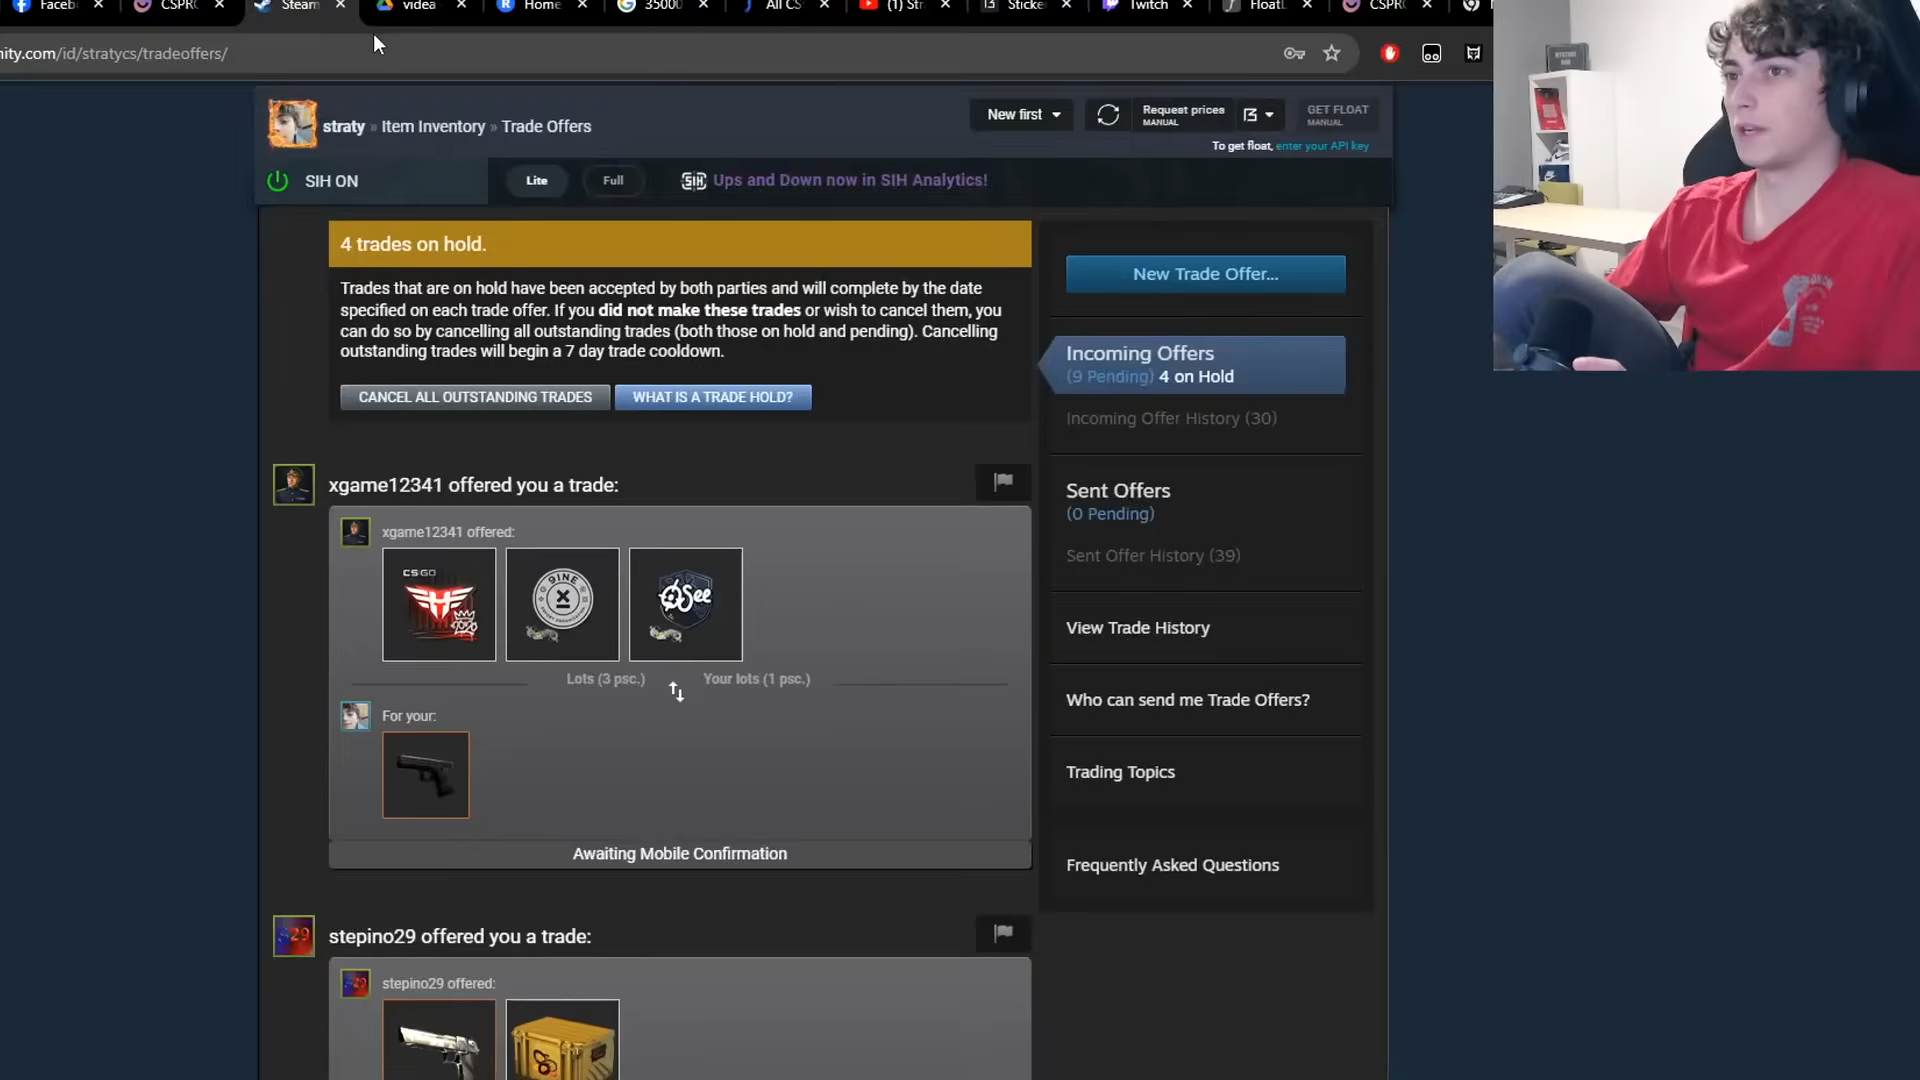 Faceb
CSPR
Steam
videa
Home
35000
All CS
(1) Str
Sticke
Twitch
Float
CSPR
nity.com/id/stratycs/tradeoffers/
straty » Item Inventory » Trade Offers
New first
Request prices
MANUAL
GET FLOAT
MANUAL
To get float, enter your API key
SIH ON
Lite
Full
SIH Ups and Down now in SIH Analytics!
4 trades on hold.
Trades that are on hold have been accepted by both parties and will complete by the date
specified on each trade offer. If you did not make these trades or wish to cancel them, you
can do so by cancelling all outstanding trades (both those on hold and pending). Cancelling
outstanding trades will begin a 7 day trade cooldown.
CANCEL ALL OUTSTANDING TRADES
WHAT IS A TRADE HOLD?
New Trade Offer...
Incoming Offers
(9 Pending) 4 on Hold
Incoming Offer History (30)
Sent Offers
(0 Pending)
Sent Offer History (39)
View Trade History
Who can send me Trade Offers?
Trading Topics
Frequently Asked Questions
xgame12341 offered you a trade:
xgame12341 offered:
CS GO
9INE
Lots (3 psc.)
Your lots (1 psc.)
For your:
Awaiting Mobile Confirmation
29
stepino29 offered you a trade:
stepino29 offered: